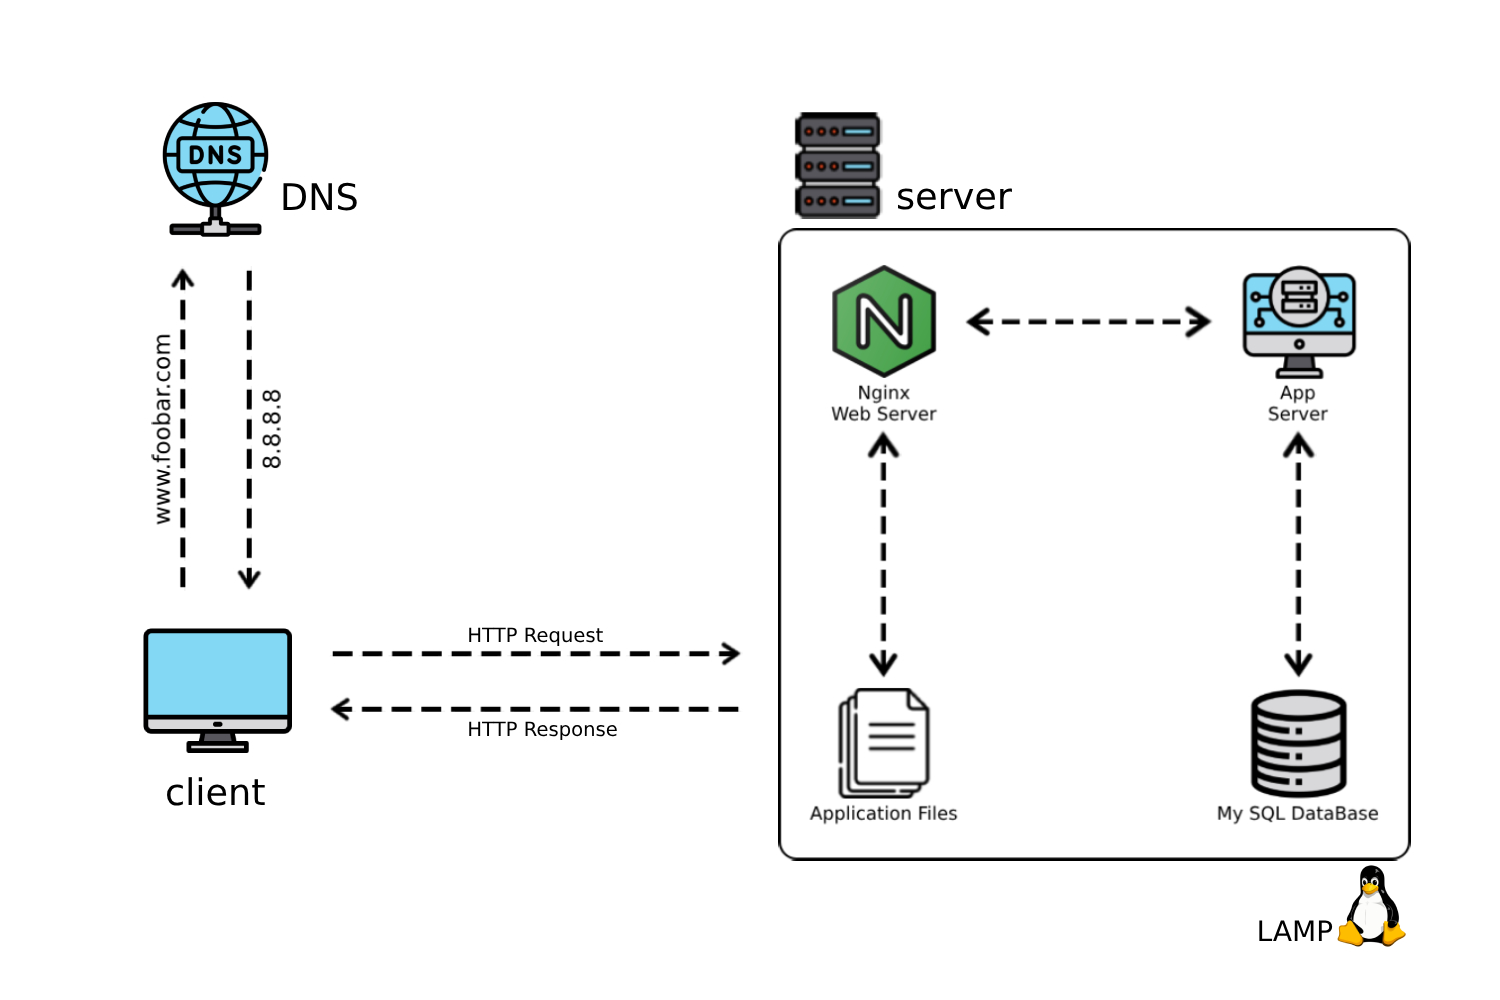 DNS
DNS
server
www.foobar.com
8.8.8.8
Nginx
Web Server
App
Server
HTTP Request
HTTP Response
client
Application Files
My SQL DataBase
LAMP